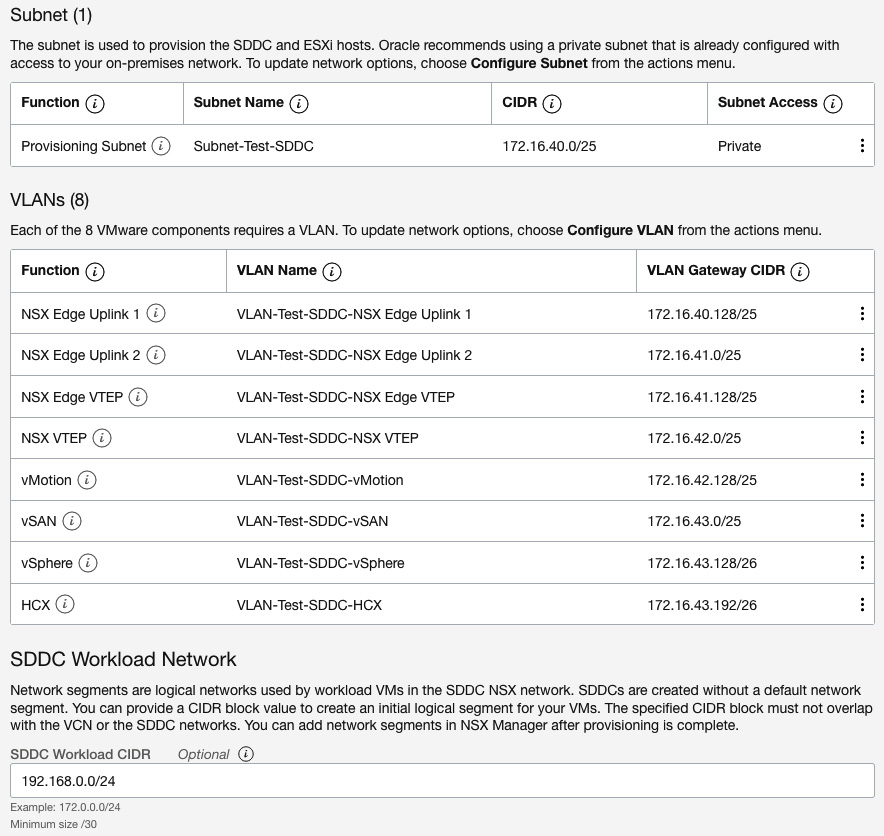 Subnet (1)
The subnet is used to provision the SDDC and ESXi hosts. Oracle recommends using a private subnet that is already configured with
access to your on-premises network. To update network options, choose Configure Subnet from the actions menu.
Function i Subnet Name i CIDR i Subnet Access i
Provisioning Subnet i Subnet-Test-SDDC 172.16.40.0/25 Private
VLANs (8)
Each of the 8 VMware components requires a VLAN. To update network options, choose Configure VLAN from the actions menu.
Function i VLAN Name i VLAN Gateway CIDR i
NSX Edge Uplink 1 i VLAN-Test-SDDC-NSX Edge Uplink 1 172.16.40.128/25
NSX Edge Uplink 2 i VLAN-Test-SDDC-NSX Edge Uplink 2 172.16.41.0/25
NSX Edge VTEP i VLAN-Test-SDDC-NSX Edge VTEP 172.16.41.128/25
NSX VTEP i VLAN-Test-SDDC-NSX VTEP 172.16.42.0/25
vMotion i VLAN-Test-SDDC-vMotion 172.16.42.128/25
vSAN i VLAN-Test-SDDC-vSAN 172.16.43.0/25
vSphere i VLAN-Test-SDDC-vSphere 172.16.43.128/26
HCX i VLAN-Test-SDDC-HCX 172.16.43.192/26
SDDC Workload Network
Network segments are logical networks used by workload VMs in the SDDC NSX network. SDDCs are created without a default network
segment. You can provide a CIDR block value to create an initial logical segment for your VMs. The specified CIDR block must not overlap
with the VCN or the SDDC networks. You can add network segments in NSX Manager after provisioning is complete.
SDDC Workload CIDR Optional i
192.168.0.0/24
Example: 172.0.0.0/24
Minimum size /30